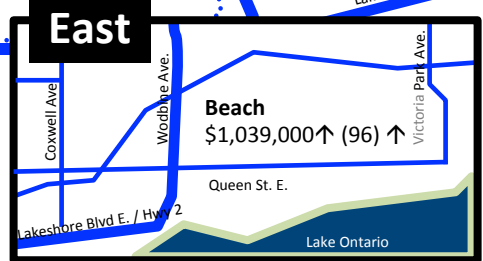 East
Coxwell Ave
Wodbine Ave.
Victoria Park Ave.
Beach
$1,039,000↑ (96) ↑
Queen St. E.
Lakeshore Blvd E. / Hwy 2
Lake Ontario